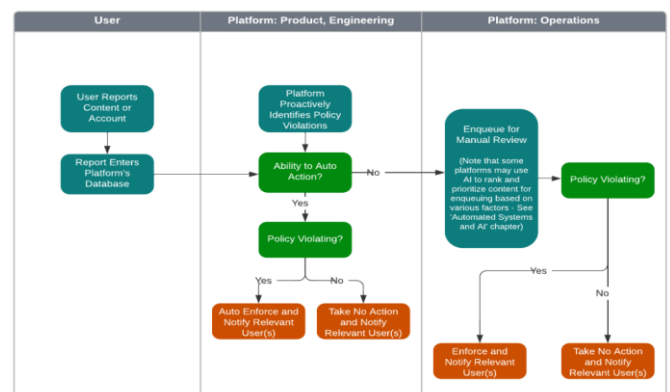 User
Platform: Product, Engineering
Platform: Operations
User Reports
Content or
Account
Report Enters
Platform's
Database
Platform
Proactively
Identifies Policy
Violations
Ability to Auto
Action?
No
Yes
Policy Violating?
Yes
No
Auto Enforce and
Notify Relevant
User(s)
Take No Action
and Notify
Relevant User(s)
Enqueue for
Manual Review
(Note that some
platforms may use
AI to rank and
prioritize content for
enqueuing based on
various factors - See
'Automated Systems
and AI' chapter)
Policy Violating?
Yes
No
Enforce and
Notify Relevant
User(s)
Take No Action
and Notify
Relevant User(s)